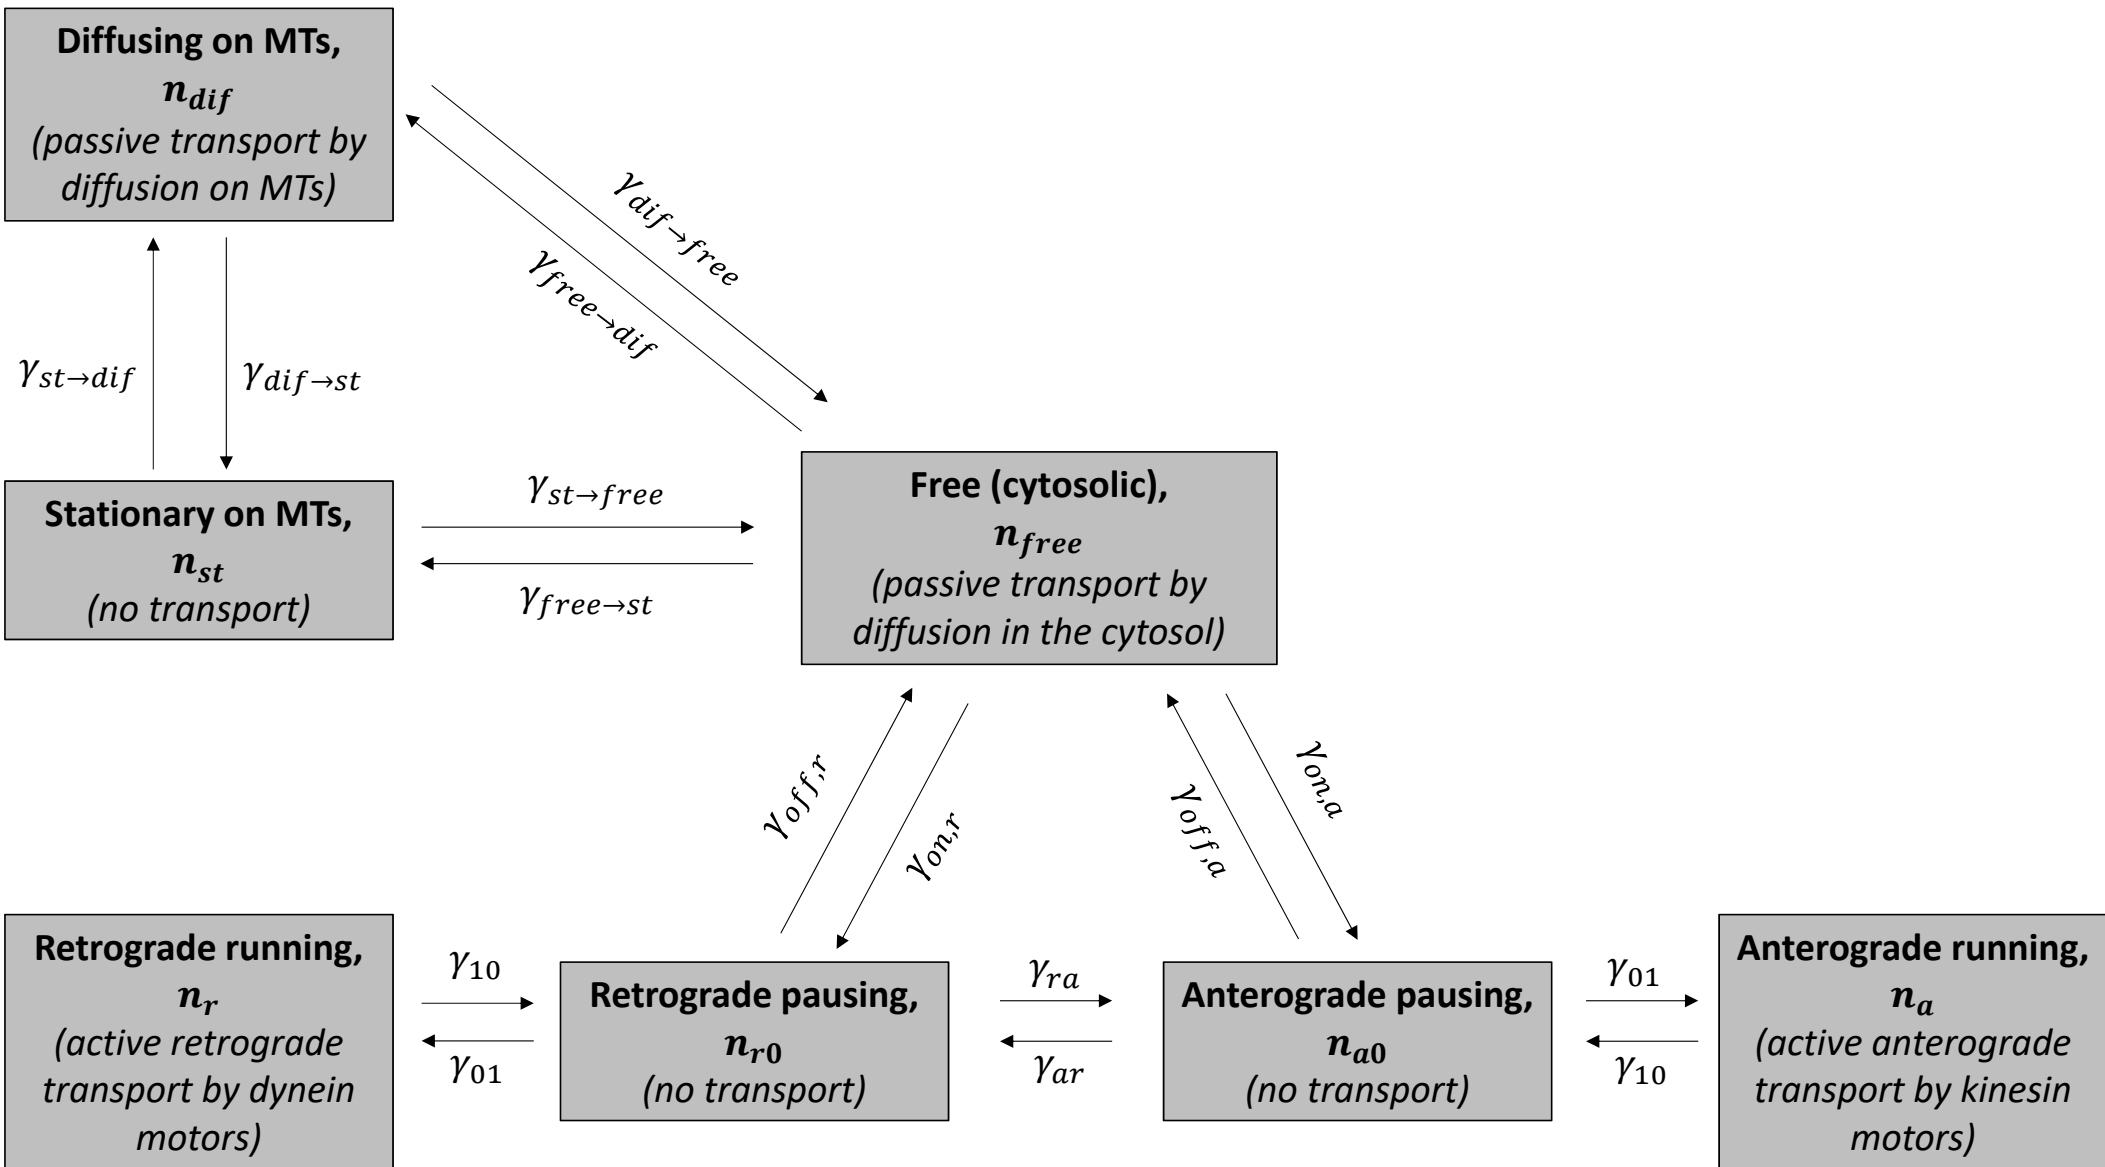 Diffusing on MTs,
n_dif
(passive transport by
diffusion on MTs)
γ_dif→free
γ_free→dif
γ_st→dif
γ_dif→st
Stationary on MTs,
n_st
(no transport)
γ_st→free
γ_free→st
Free (cytosolic),
n_free
(passive transport by
diffusion in the cytosol)
γ_off,r
γ_on,r
γ_off,a
γ_on,a
Retrograde running,
n_r
(active retrograde
transport by dynein
motors)
γ_10
γ_01
Retrograde pausing,
n_r0
(no transport)
γ_ra
γ_ar
Anterograde pausing,
n_a0
(no transport)
γ_01
γ_10
Anterograde running,
n_a
(active anterograde
transport by kinesin
motors)